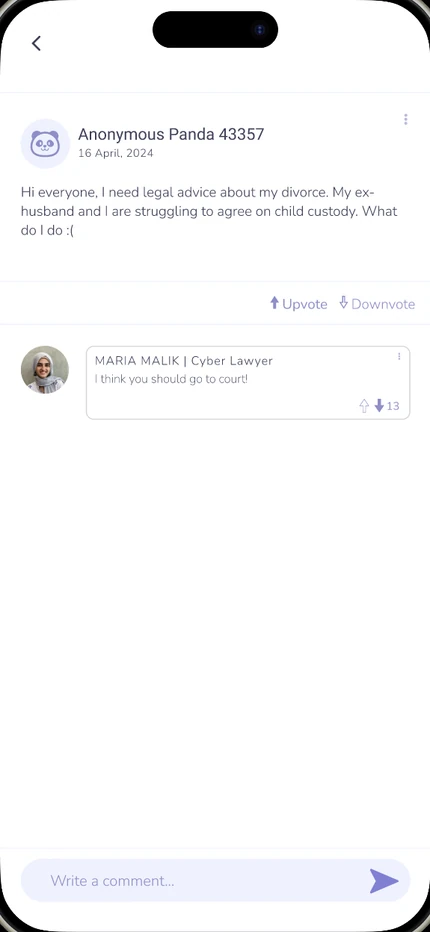 Anonymous Panda 43357
16 April, 2024
Hi everyone, I need legal advice about my divorce. My ex-
husband and I are struggling to agree on child custody. What
do I do :(
Upvote Downvote
MARIA MALIK | Cyber Lawyer
I think you should go to court!
13
Write a comment...